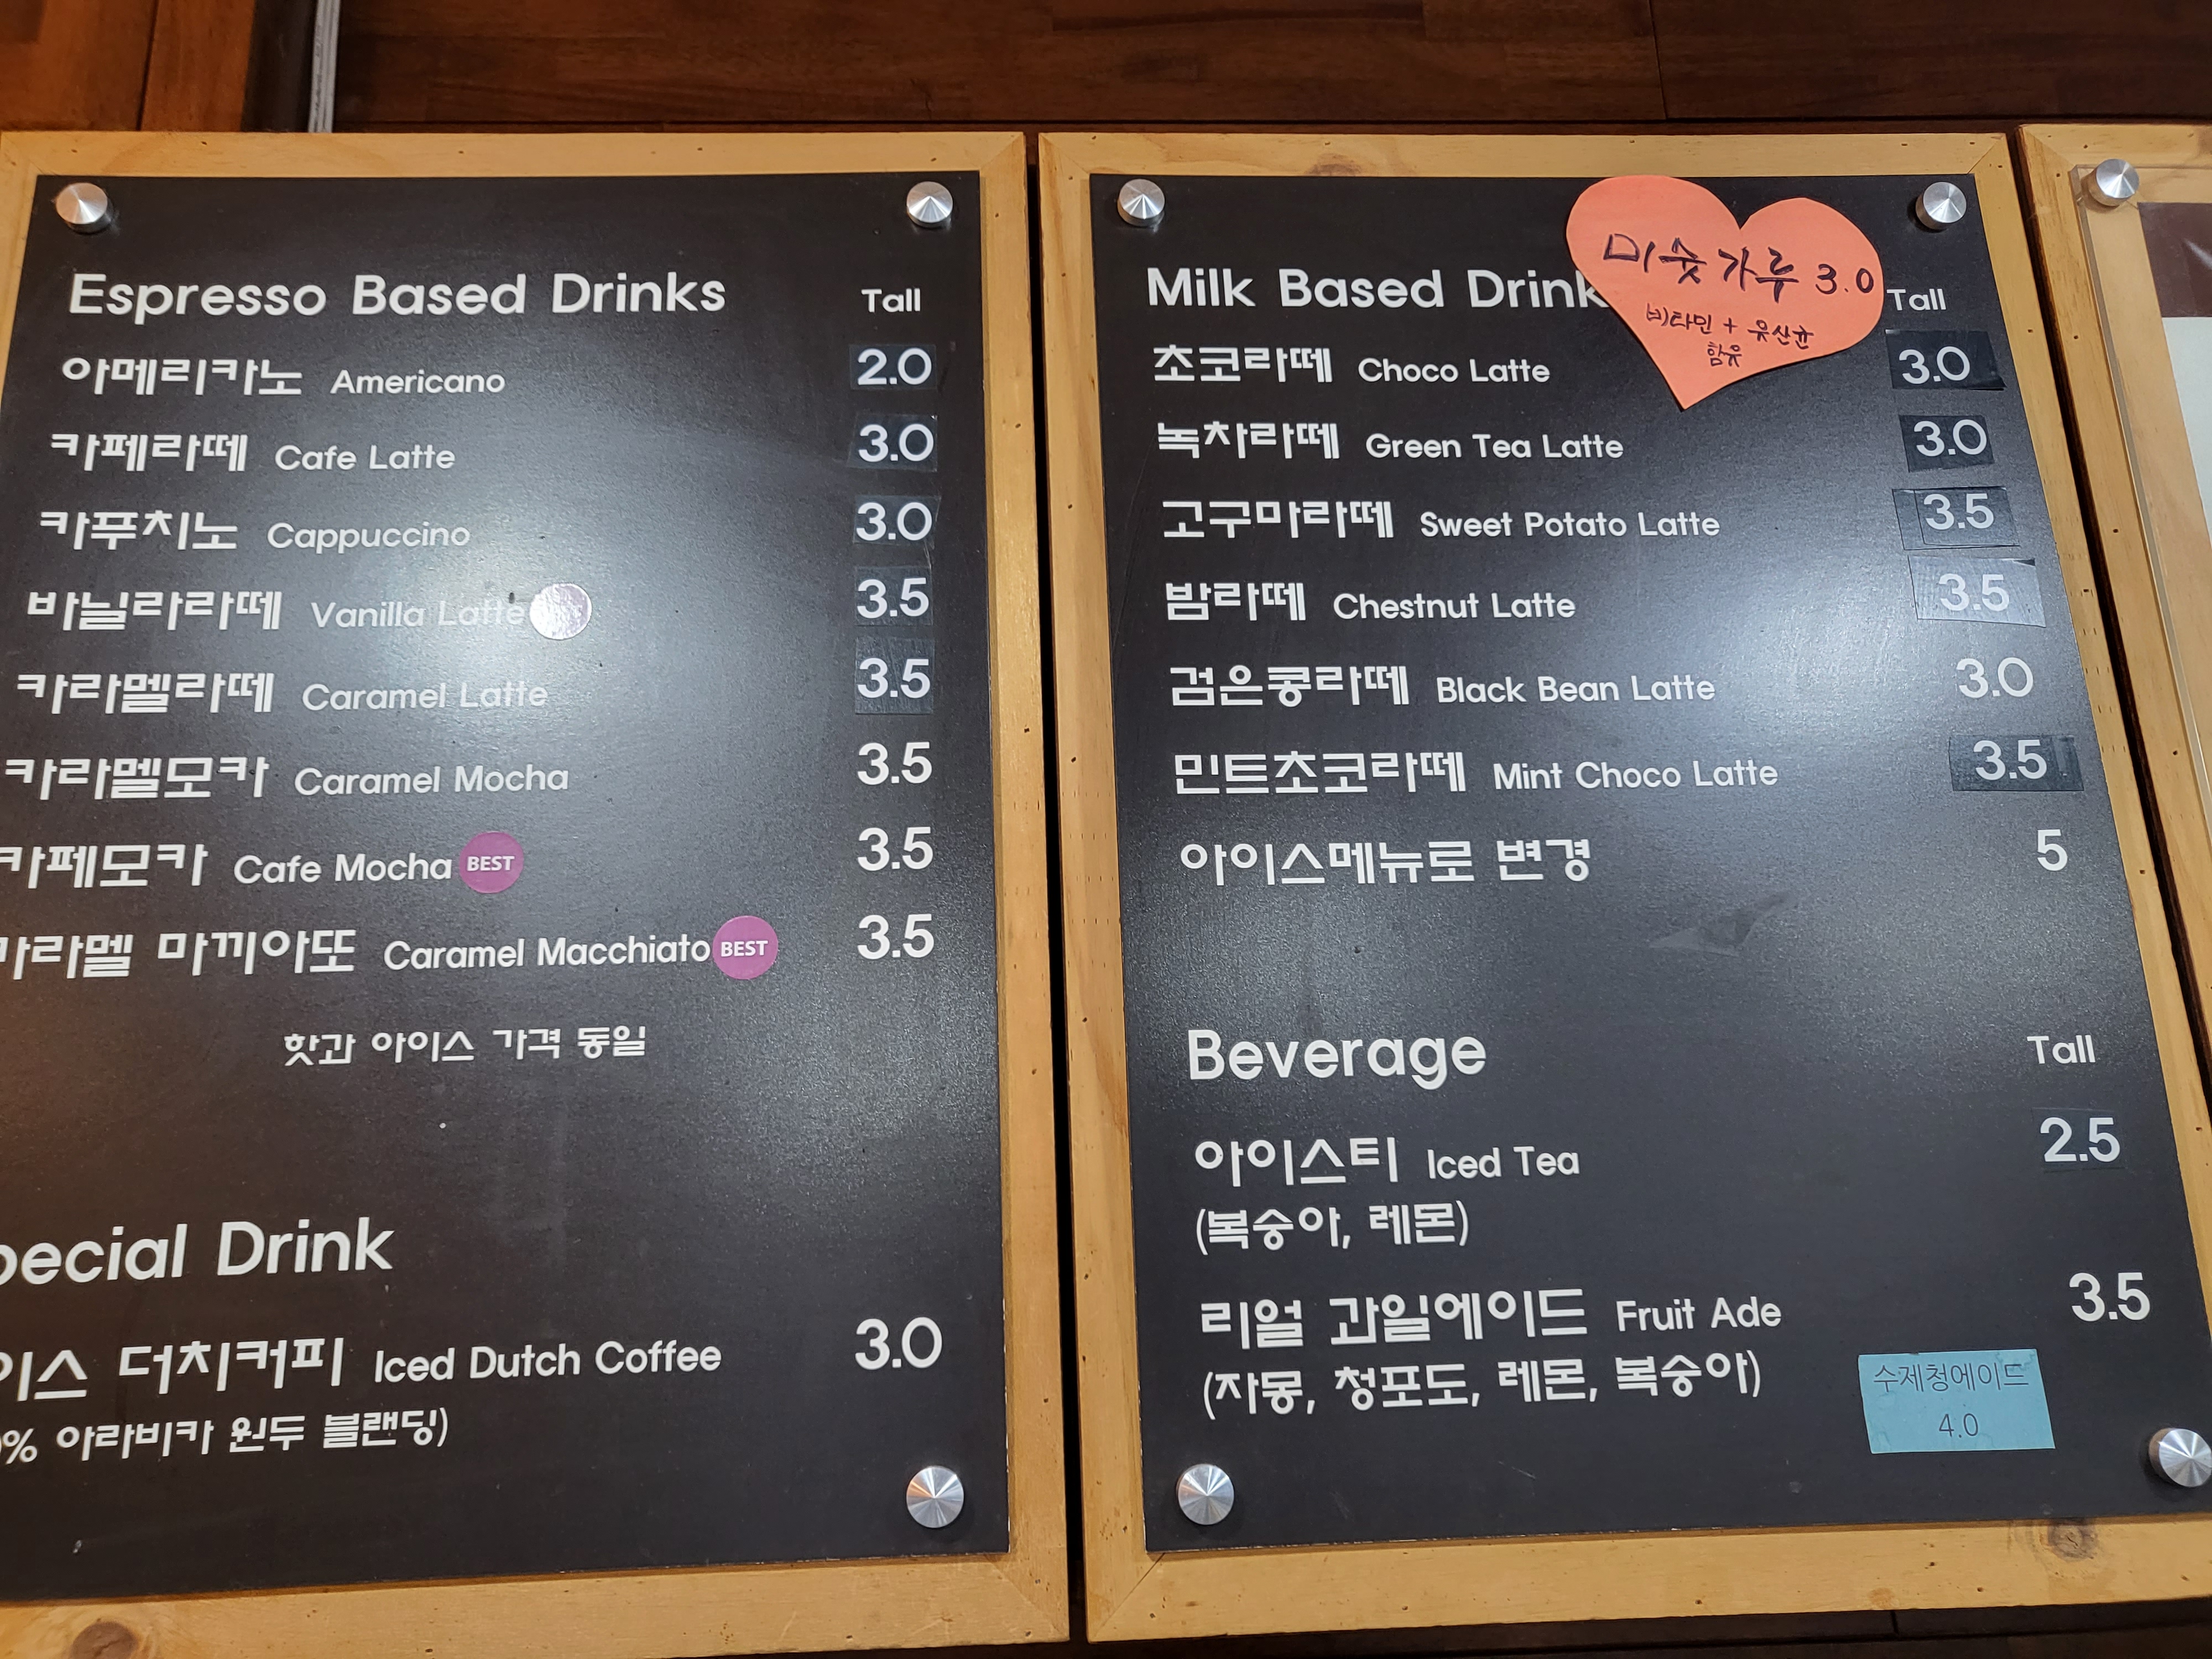 Espresso Based Drinks Tall
아메리카노 Americano 2.0
카페라떼 Cafe Latte 3.0
카푸치노 Cappuccino 3.0
바닐라라떼 Vanilla Latte 3.5
카라멜라떼 Caramel Latte 3.5
카라멜모카 Caramel Mocha 3.5
카페모카 Cafe Mocha BEST 3.5
카라멜 마끼아또 Caramel Macchiato BEST 3.5
핫과 아이스 가격 동일
pecial Drink
이스 더치커피 Iced Dutch Coffee 3.0
% 아라비카 원두 블랜딩)
미숫가루 3.0
비타민 + 유산균
함유
Milk Based Drink Tall
초코라떼 Choco Latte 3.0
녹차라떼 Green Tea Latte 3.0
고구마라떼 Sweet Potato Latte 3.5
밤라떼 Chestnut Latte 3.5
검은콩라떼 Black Bean Latte 3.0
민트초코라떼 Mint Choco Latte 3.5
아이스메뉴로 변경 5
Beverage Tall
아이스티 Iced Tea 2.5
(복숭아, 레몬)
리얼 과일에이드 Fruit Ade 3.5
(자몽, 청포도, 레몬, 복숭아)
수제청에이드
4.0